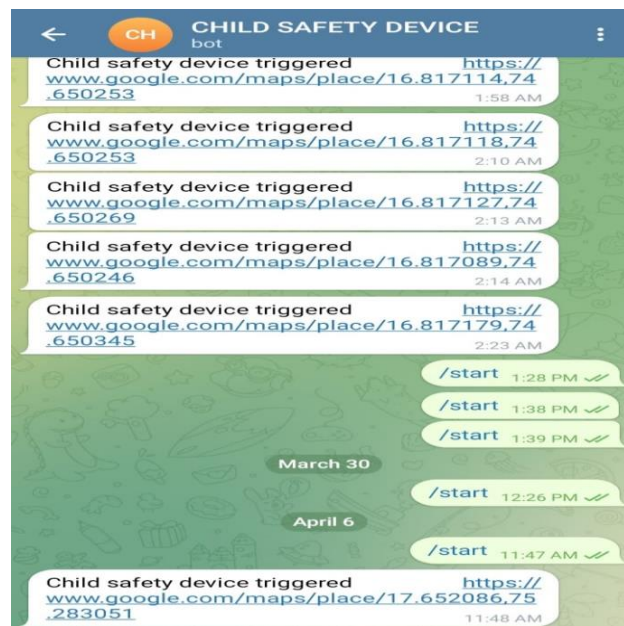 CH
CHILD SAFETY DEVICE
bot
Child safety device triggered https://
www.google.com/maps/place/16.817114,74
.650253
1:58 AM
Child safety device triggered https://
www.google.com/maps/place/16.817118,74
.650253
2:10 AM
Child safety device triggered https://
www.google.com/maps/place/16.817127,74
.650269
2:13 AM
Child safety device triggered https://
www.google.com/maps/place/16.817089,74
.650246
2:14 AM
Child safety device triggered https://
www.google.com/maps/place/16.817179,74
.650345
2:23 AM
/start 1:28 PM
/start 1:38 PM
/start 1:39 PM
March 30
/start 12:26 PM
April 6
/start 11:47 AM
Child safety device triggered https://
www.google.com/maps/place/17.652086,75
.283051
11:48 AM